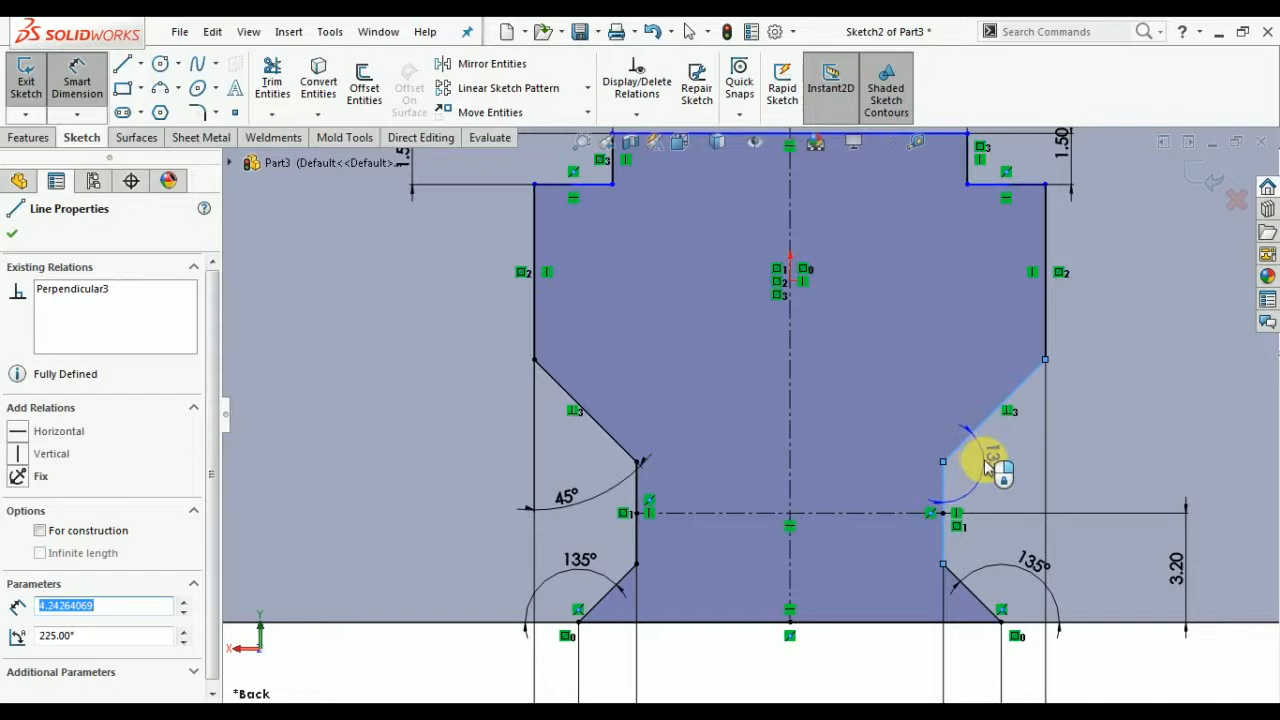 SOLIDWORKS
File Edit View Insert Tools Window Help
Sketch2 of Part3 *
Search Commands
Exit Sketch
Smart Dimension
Trim Entities
Convert Entities
Offset Entities
Offset On Surface
Mirror Entities
Linear Sketch Pattern
Move Entities
Display/Delete Relations
Repair Sketch
Quick Snaps
Rapid Sketch
Instant2D
Shaded Sketch Contours
Features Sketch Surfaces Sheet Metal Weldments Mold Tools Direct Editing Evaluate
Part3 (Default<<Default>...
Line Properties
Existing Relations
Perpendicular3
Fully Defined
Add Relations
Horizontal
Vertical
Fix
Options
For construction
Infinite length
Parameters
4.24264069
225.00°
Additional Parameters
1.50
45°
135°
135°
3.20
Y
X
*Back